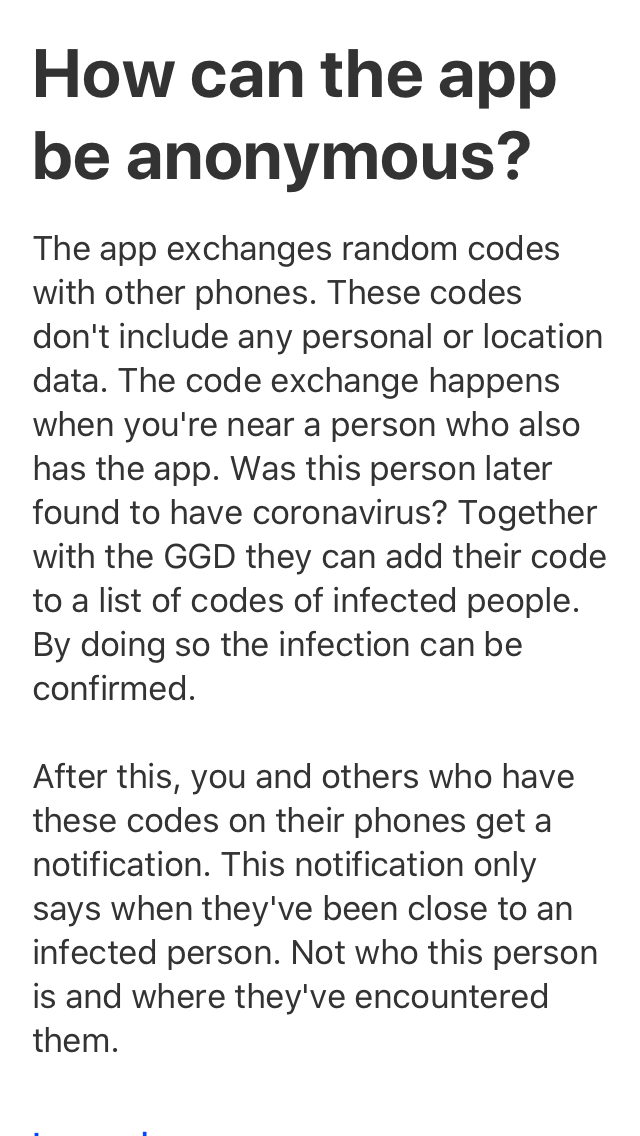 How can the app
be anonymous?
The app exchanges random codes
with other phones. These codes
don't include any personal or location
data. The code exchange happens
when you're near a person who also
has the app. Was this person later
found to have coronavirus? Together
with the GGD they can add their code
to a list of codes of infected people.
By doing so the infection can be
confirmed.
After this, you and others who have
these codes on their phones get a
notification. This notification only
says when they've been close to an
infected person. Not who this person
is and where they've encountered
them.